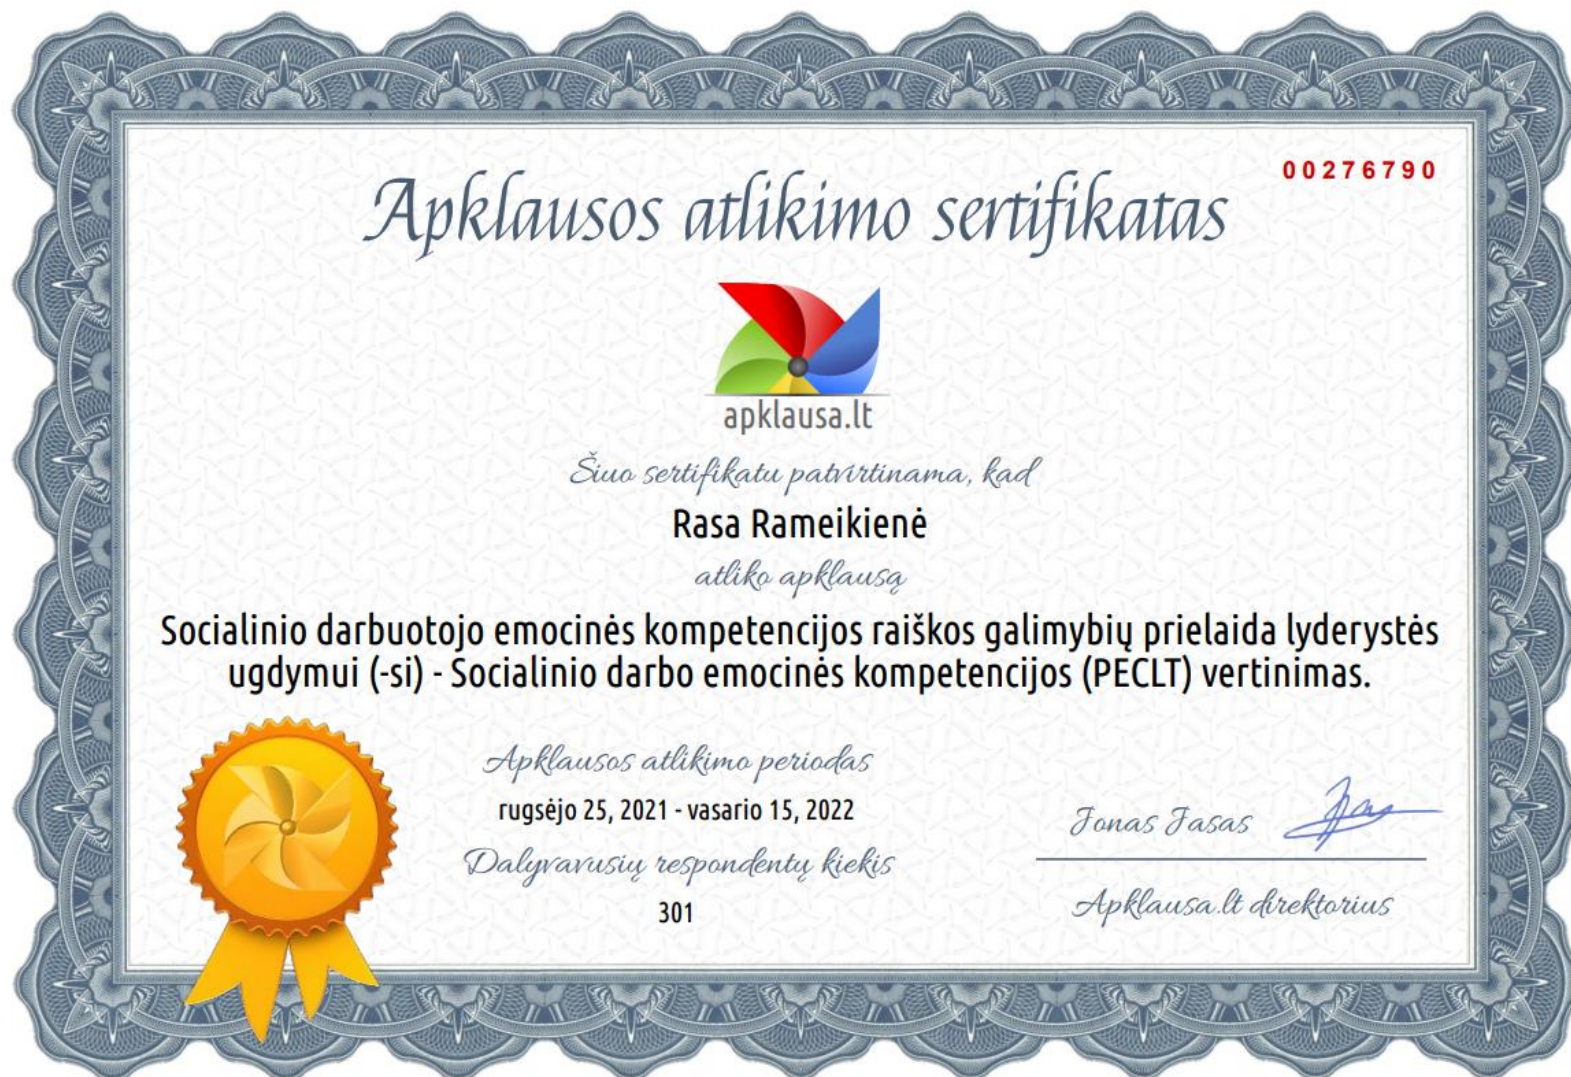 00276790
Apklausos atlikimo sertifikatas
apklausa.lt
Šiuo sertifikatu patvirtinama, kad
Rasa Rameikienė
atliko apklausą
Socialinio darbuotojo emocinės kompetencijos raiškos galimybių prielaida lyderystės
ugdymui (-si) - Socialinio darbo emocinės kompetencijos (PECLT) vertinimas.
Apklausos atlikimo periodas
rugsėjo 25, 2021 - vasario 15, 2022
Dalyvavusių respondentų kiekis
301
Jonas Jasas
Apklausa.lt direktorius